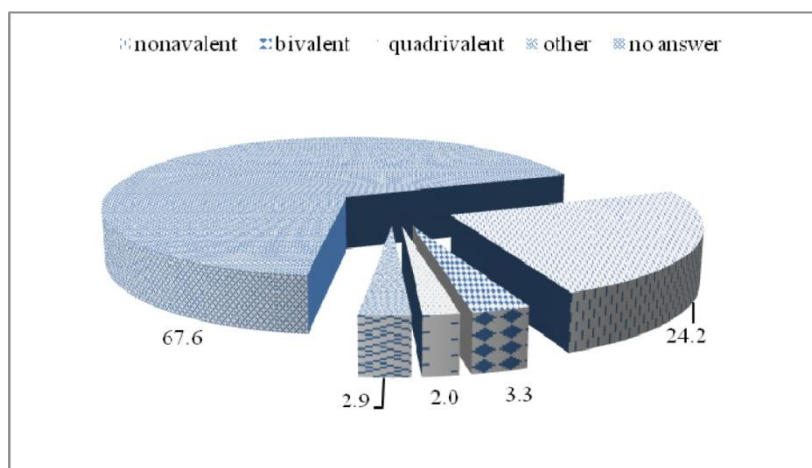 nonavalent bivalent quadrivalent other no answer
67.6
24.2
2.9 2.0 3.3